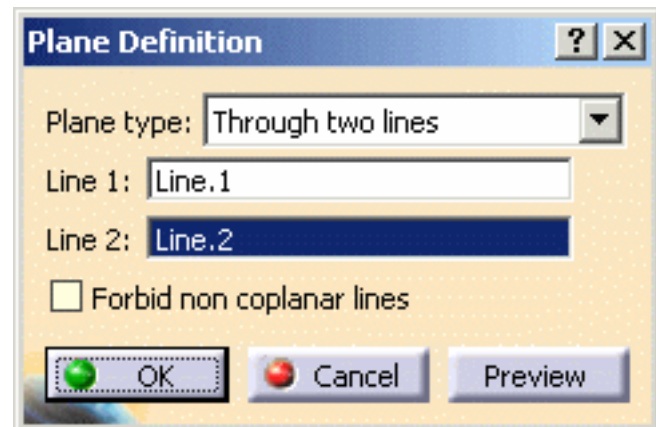 Plane Definition ? X
Plane type: Through two lines
Line 1: Line.1
Line 2: Line.2
Forbid non coplanar lines
OK Cancel Preview